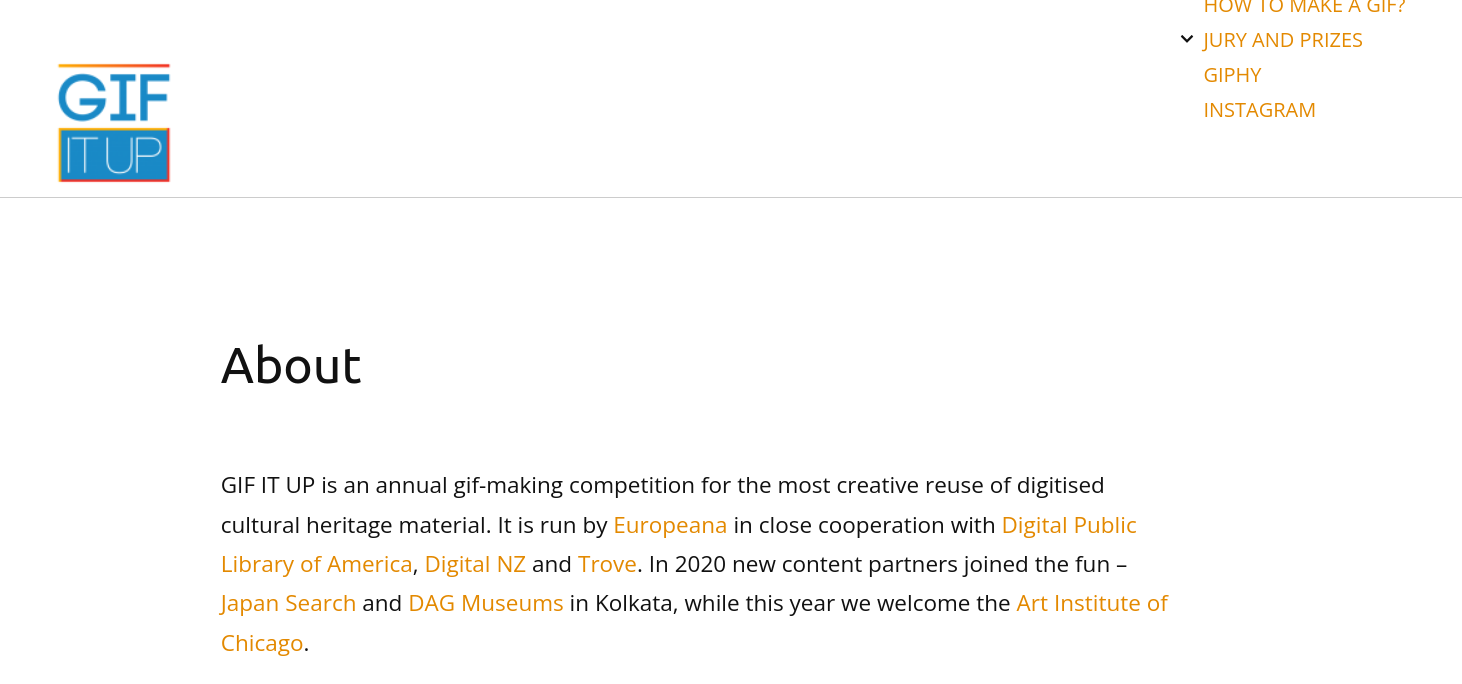 HOW TO MAKE A GIF?
JURY AND PRIZES
GIPHY
INSTAGRAM
GIF
IT UP
About
GIF IT UP is an annual gif-making competition for the most creative reuse of digitised
cultural heritage material. It is run by Europeana in close cooperation with Digital Public
Library of America, Digital NZ and Trove. In 2020 new content partners joined the fun –
Japan Search and DAG Museums in Kolkata, while this year we welcome the Art Institute of
Chicago.